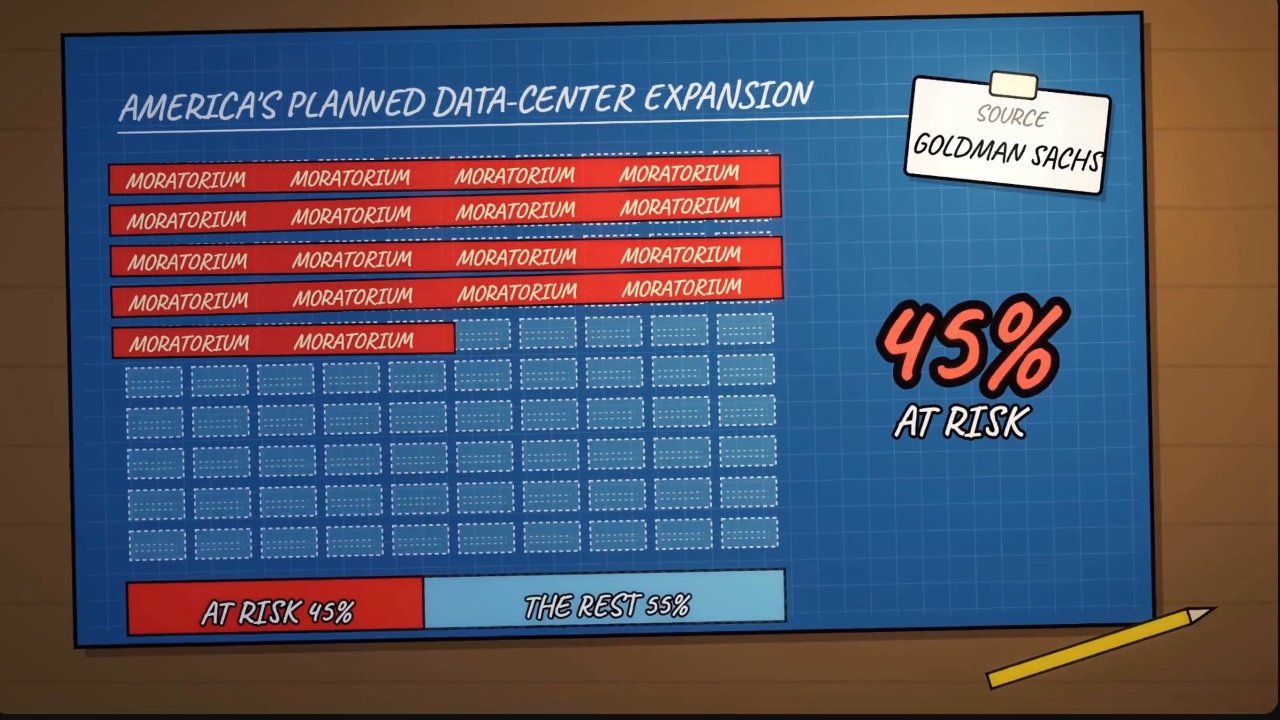 AMERICA'S PLANNED DATA-CENTER EXPANSION
SOURCE
GOLDMAN SACHS
MORATORIUM MORATORIUM MORATORIUM MORATORIUM
MORATORIUM MORATORIUM MORATORIUM MORATORIUM
MORATORIUM MORATORIUM MORATORIUM MORATORIUM
MORATORIUM MORATORIUM MORATORIUM MORATORIUM
MORATORIUM MORATORIUM
45%
AT RISK
AT RISK 45% THE REST 55%